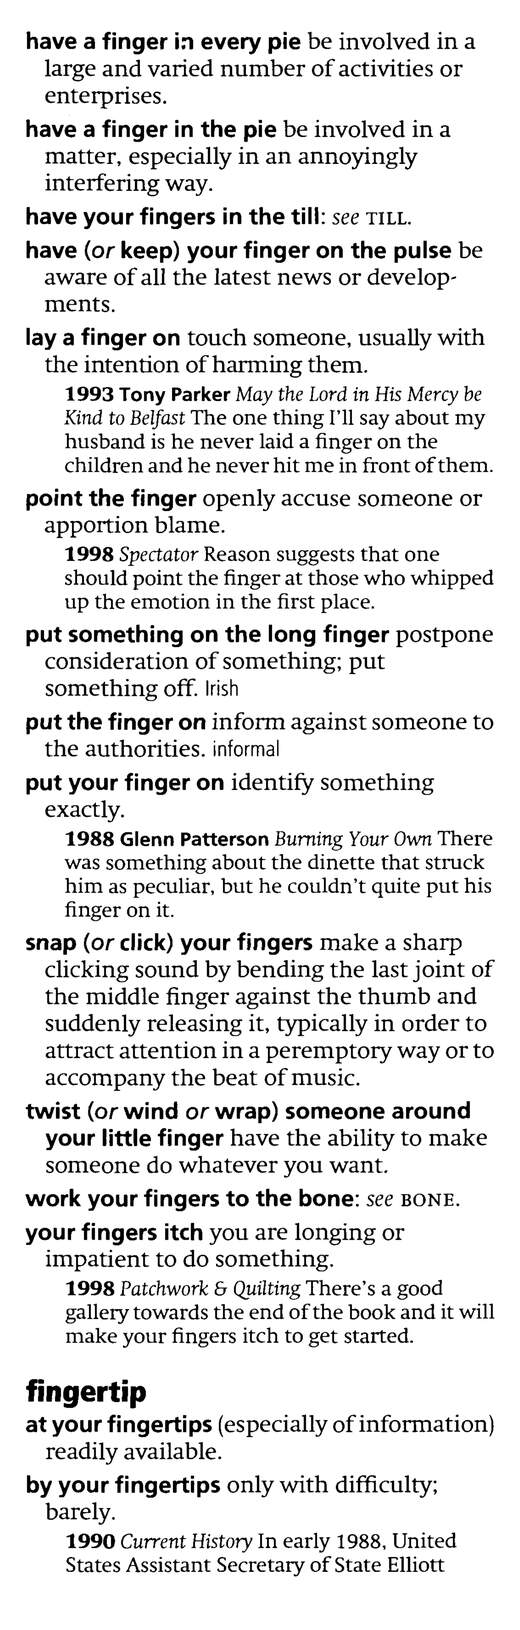 have a finger in every pie be involved in a
large and varied number of activities or
enterprises.
have a finger in the pie be involved in a
matter, especially in an annoyingly
interfering way.
have your fingers in the till: see TILL.
have (or keep) your finger on the pulse be
aware of all the latest news or develop-
ments.
lay a finger on touch someone, usually with
the intention of harming them.
1993 Tony Parker May the Lord in His Mercy be
Kind to Belfast The one thing I'll say about my
husband is he never laid a finger on the
children and he never hit me in front of them.
point the finger openly accuse someone or
apportion blame.
1998 Spectator Reason suggests that one
should point the finger at those who whipped
up the emotion in the first place.
put something on the long finger postpone
consideration of something; put
something off. Irish
put the finger on inform against someone to
the authorities. informal
put your finger on identify something
exactly.
1988 Glenn Patterson Burning Your Own There
was something about the dinette that struck
him as peculiar, but he couldn't quite put his
finger on it.
snap (or click) your fingers make a sharp
clicking sound by bending the last joint of
the middle finger against the thumb and
suddenly releasing it, typically in order to
attract attention in a peremptory way or to
accompany the beat of music.
twist (or wind or wrap) someone around
your little finger have the ability to make
someone do whatever you want.
work your fingers to the bone: see BONE.
your fingers itch you are longing or
impatient to do something.
1998 Patchwork & Quilting There's a good
gallery towards the end of the book and it will
make your fingers itch to get started.
fingertip
at your fingertips (especially of information)
readily available.
by your fingertips only with difficulty;
barely.
1990 Current History In early 1988, United
States Assistant Secretary of State Elliott